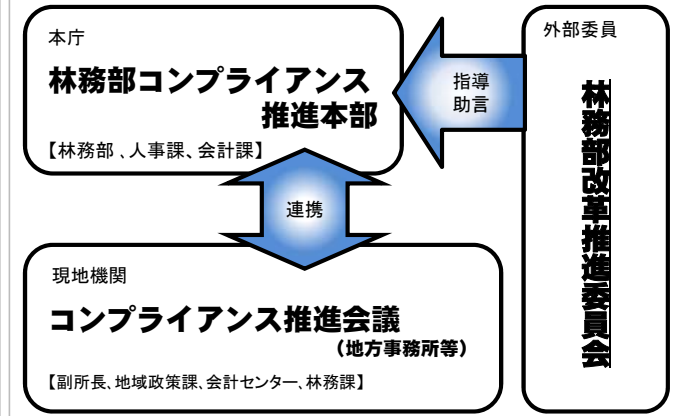 本庁
林務部コンプライアンス
推進本部
【林務部、人事課、会計課】
指導
助言
外部委員
林務部改革推進委員会
連携
現地機関
コンプライアンス推進会議
（地方事務所等）
【副所長、地域政策課、会計センター、林務課】